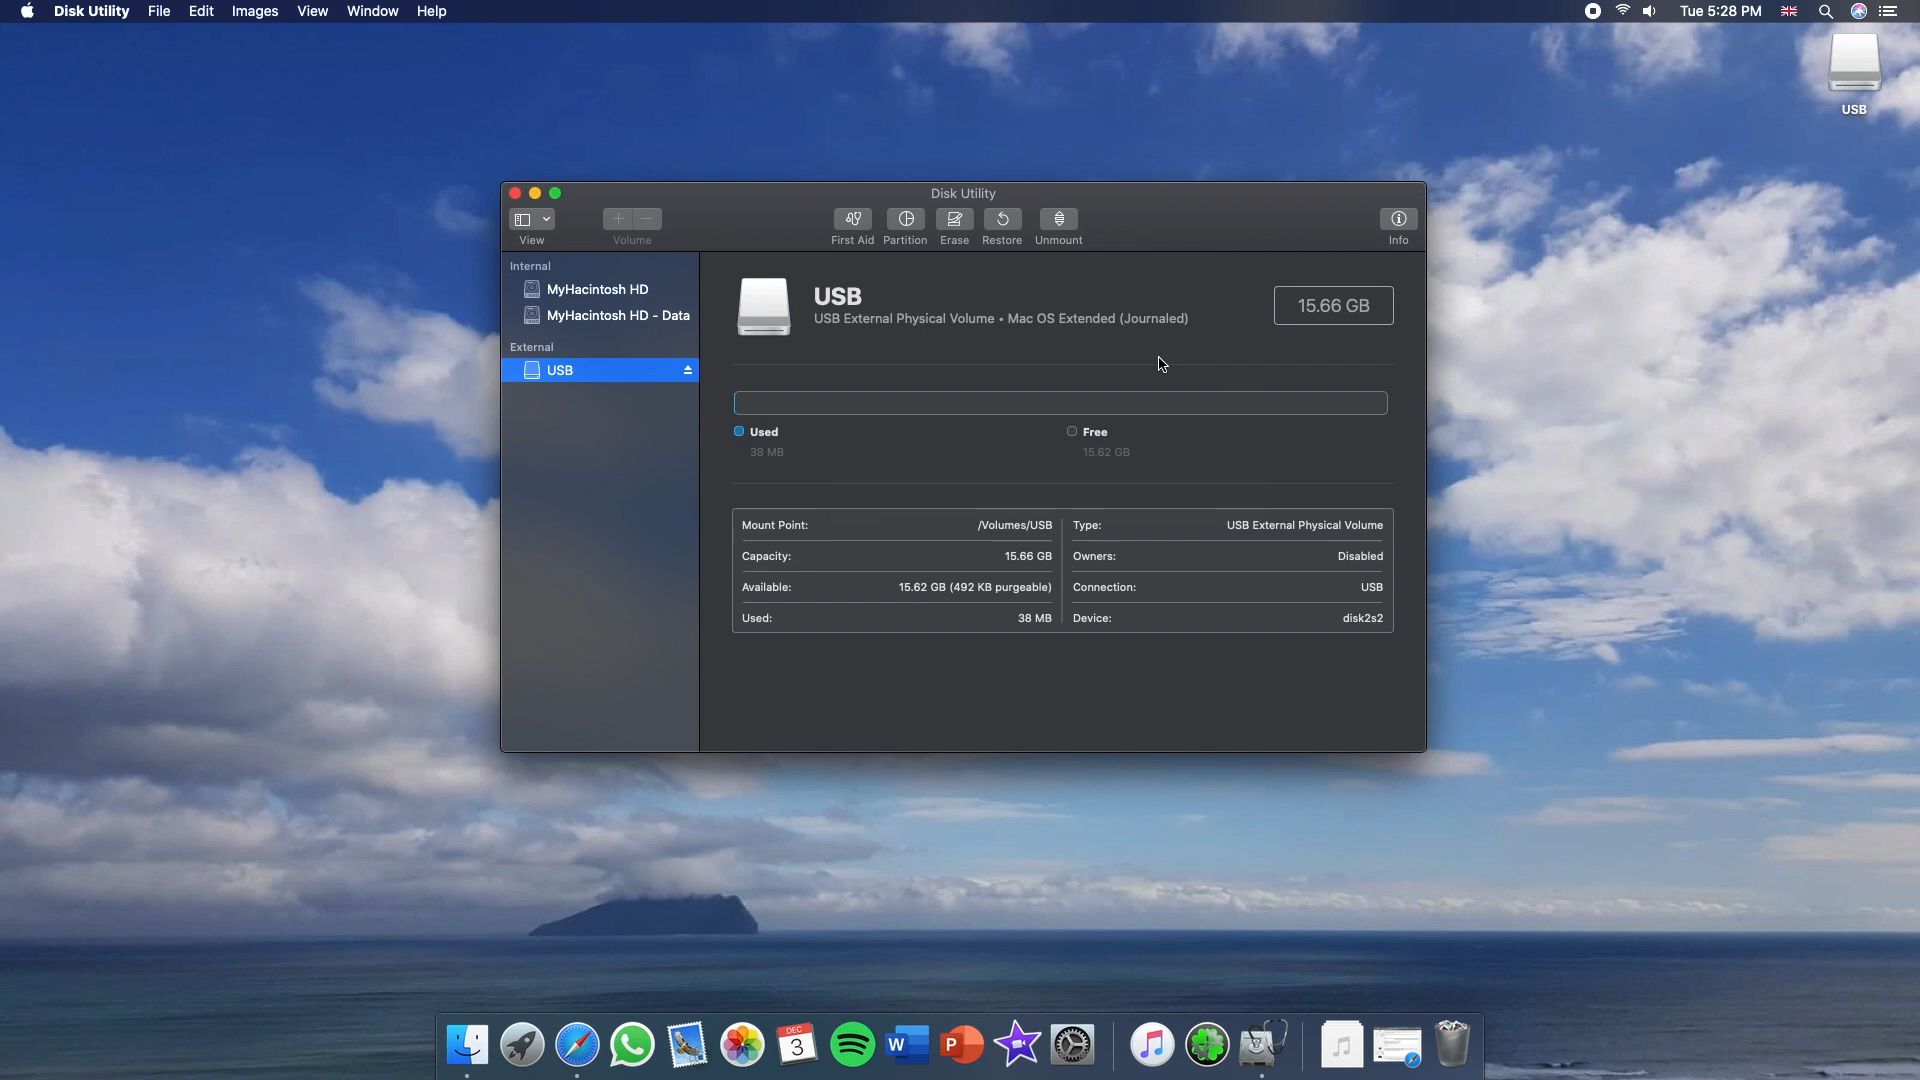 Disk Utility File Edit Images View Window Help Tue 5:28 PM
USB
Disk Utility
View Volume First Aid Partition Erase Restore Unmount Info
Internal
MyHacintosh HD
MyHacintosh HD - Data
External
USB
USB
USB External Physical Volume • Mac OS Extended (Journaled)
15.66 GB
Used Free
38 MB 15.62 GB
Mount Point: /Volumes/USB Type: USB External Physical Volume
Capacity: 15.66 GB Owners: Disabled
Available: 15.62 GB (492 KB purgeable) Connection: USB
Used: 38 MB Device: disk2s2
DEC
3
W
P